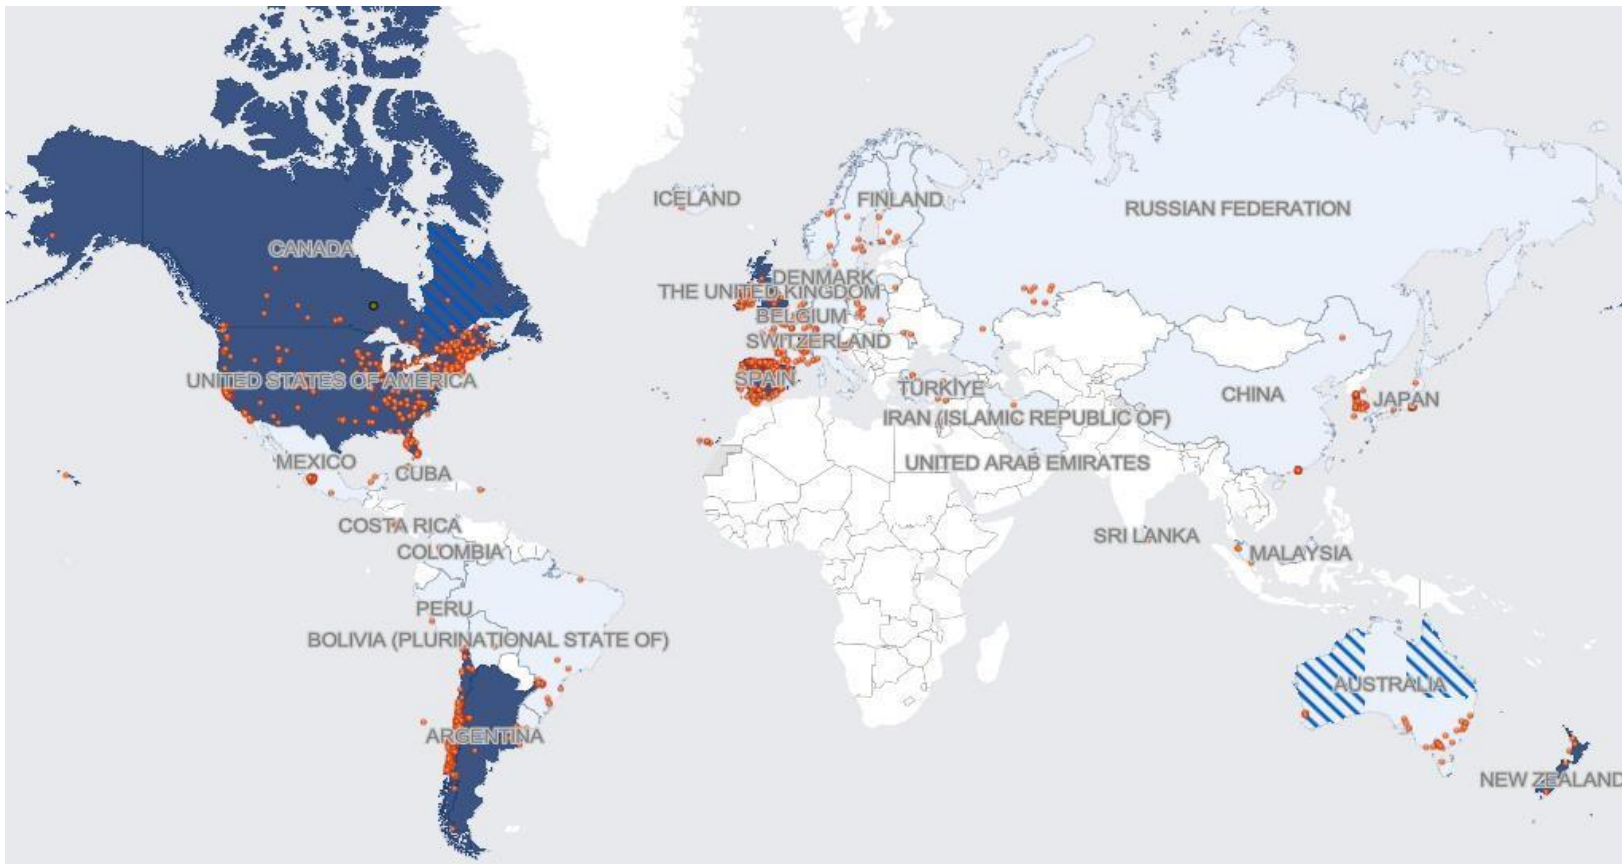 ICELAND
FINLAND
RUSSIAN FEDERATION
CANADA
DENMARK
THE UNITED KINGDOM
BELGIUM
SWITZERLAND
UNITED STATES OF AMERICA
SPAIN
TÜRKİYE
CHINA
JAPAN
IRAN (ISLAMIC REPUBLIC OF)
MEXICO
CUBA
UNITED ARAB EMIRATES
COSTA RICA
SRI LANKA
COLOMBIA
MALAYSIA
PERU
BOLIVIA (PLURINATIONAL STATE OF)
AUSTRALIA
ARGENTINA
NEW ZEALAND